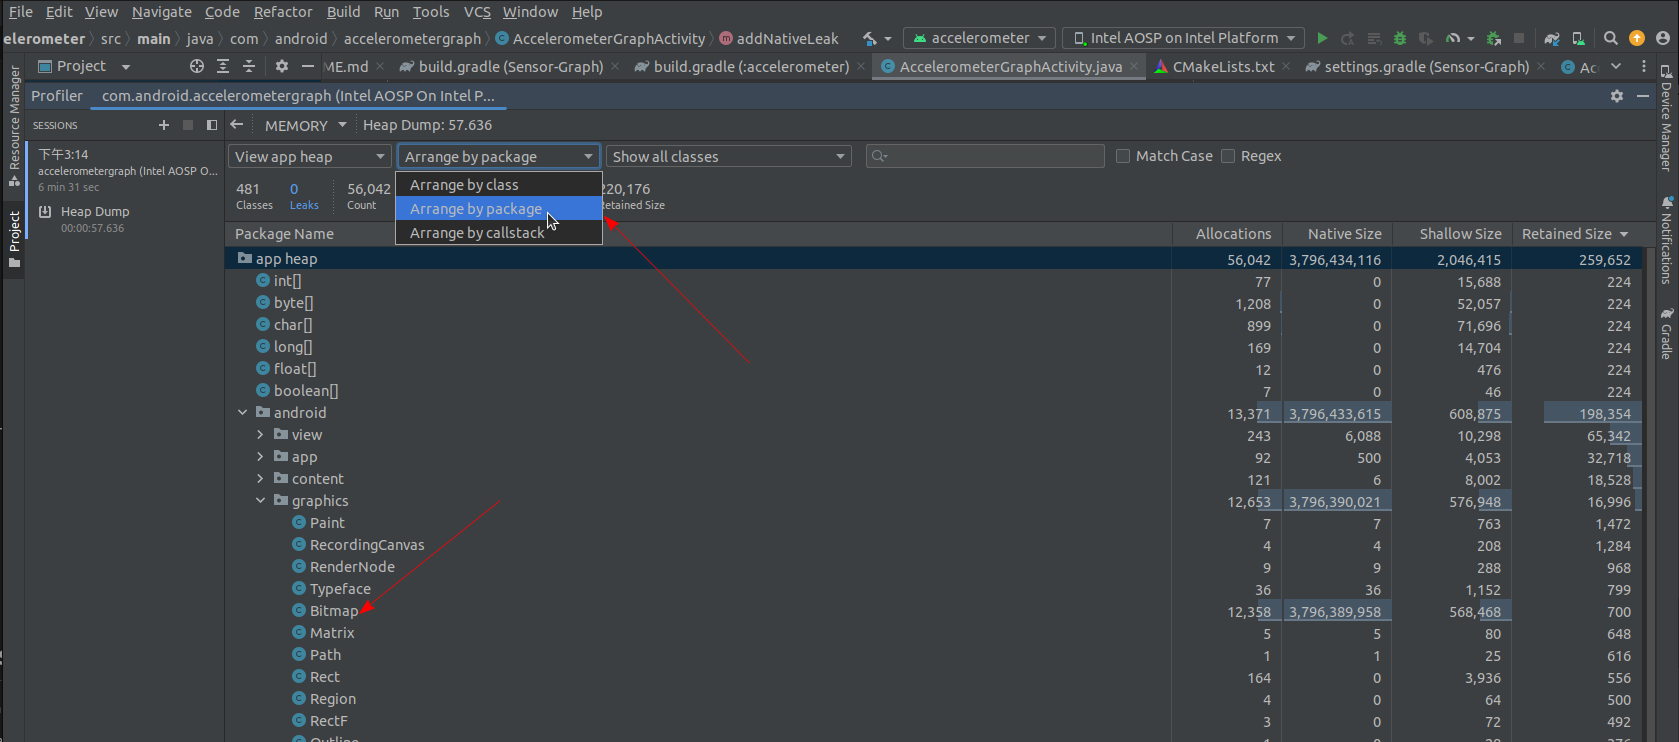 File Edit View Navigate Code Refactor Build Run Tools VCS Window Help
elerometer src main java com android accelerometergraph AccelerometerGraphActivity addNativeLeak accelerometer Intel AOSP on Intel Platform
Project ME.md build.gradle (Sensor-Graph) build.gradle (:accelerometer) AccelerometerGraphActivity.java CMakeLists.txt settings.gradle (Sensor-Graph) Ac
Profiler com.android.accelerometergraph (Intel AOSP On Intel P...
SESSIONS MEMORY Heap Dump: 57.636
下午3:14
accelerometergraph (Intel AOSP O...
6 min 31 sec
Heap Dump
00:00:57.636
View app heap Arrange by package Show all classes Match Case Regex
Arrange by class
Arrange by package
Arrange by callstack
481 0 56,042 220,176
Classes Leaks Count etained Size
Package Name Allocations Native Size Shallow Size Retained Size
app heap 56,042 3,796,434,116 2,046,415 259,652
int[] 77 0 15,688 224
byte[] 1,208 0 52,057 224
char[] 899 0 71,696 224
long[] 169 0 14,704 224
float[] 12 0 476 224
boolean[] 7 0 46 224
android 13,371 3,796,433,615 608,875 198,354
view 243 6,088 10,298 65,342
app 92 500 4,053 32,718
content 121 6 8,002 18,528
graphics 12,653 3,796,390,021 576,948 16,996
Paint 7 7 763 1,472
RecordingCanvas 4 4 208 1,284
RenderNode 9 9 288 968
Typeface 36 36 1,152 799
Bitmap 12,358 3,796,389,958 568,468 700
Matrix 5 5 80 648
Path 1 1 25 616
Rect 164 0 3,936 556
Region 4 0 64 500
RectF 3 0 72 492
Resource Manager
Project
Device Manager
Notifications
Gradle